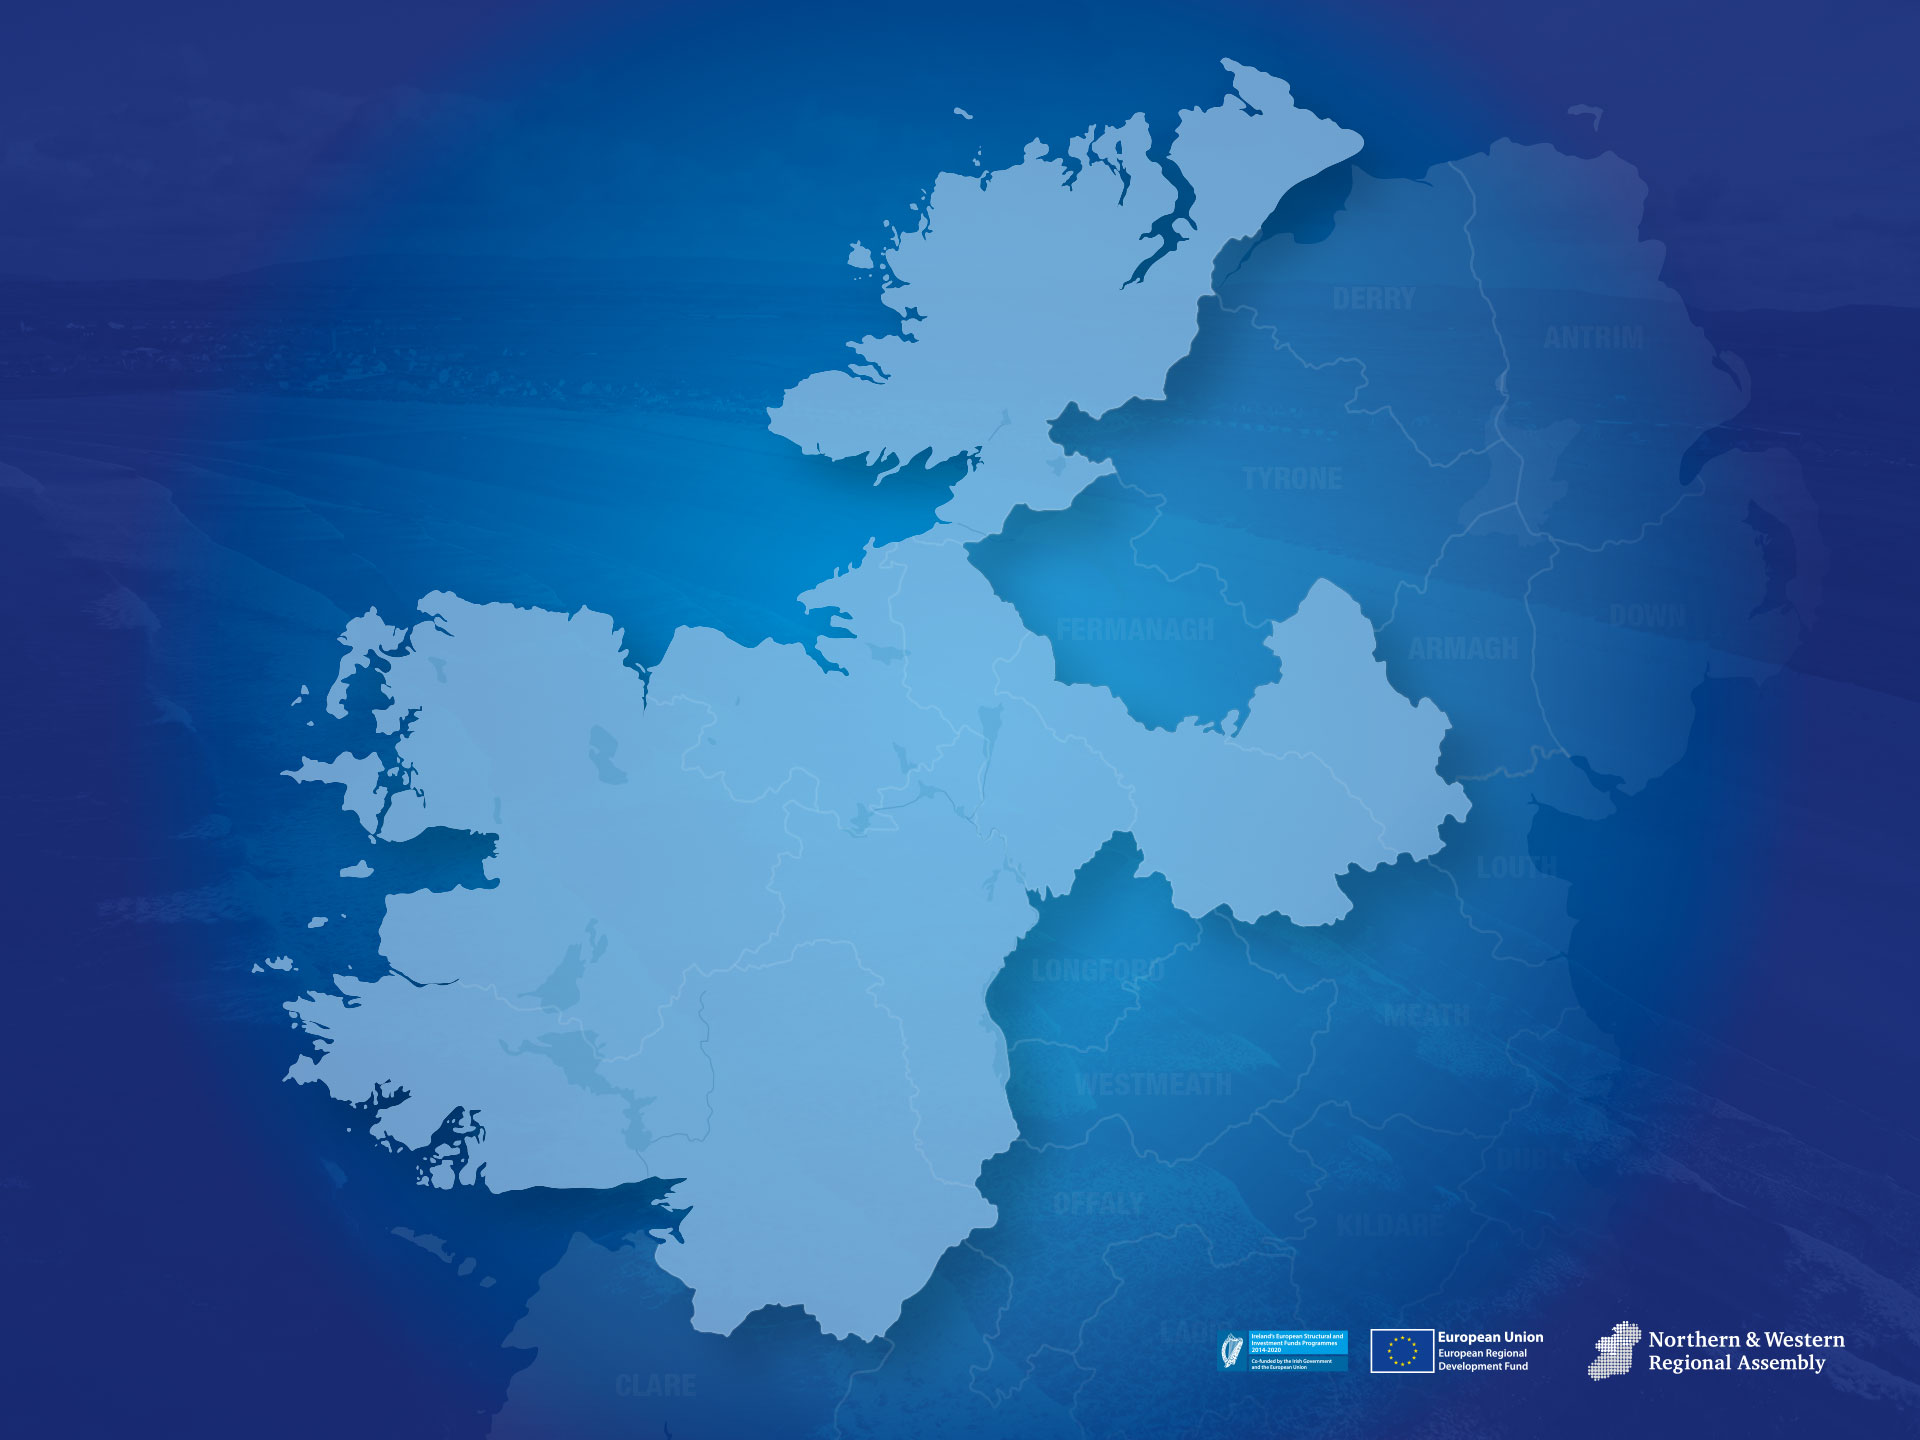 DERRY
ANTRIM
TYRONE
DOWN
FERMANAGH
ARMAGH
LOUTH
LONGFORD
MEATH
WESTMEATH
OFFALY
KILDARE
CLARE
Ireland's European Structural and
Investment Funds Programmes
2014-2020
Co-funded by the Irish Government
and the European Union
European Union
European Regional
Development Fund
Northern & Western
Regional Assembly